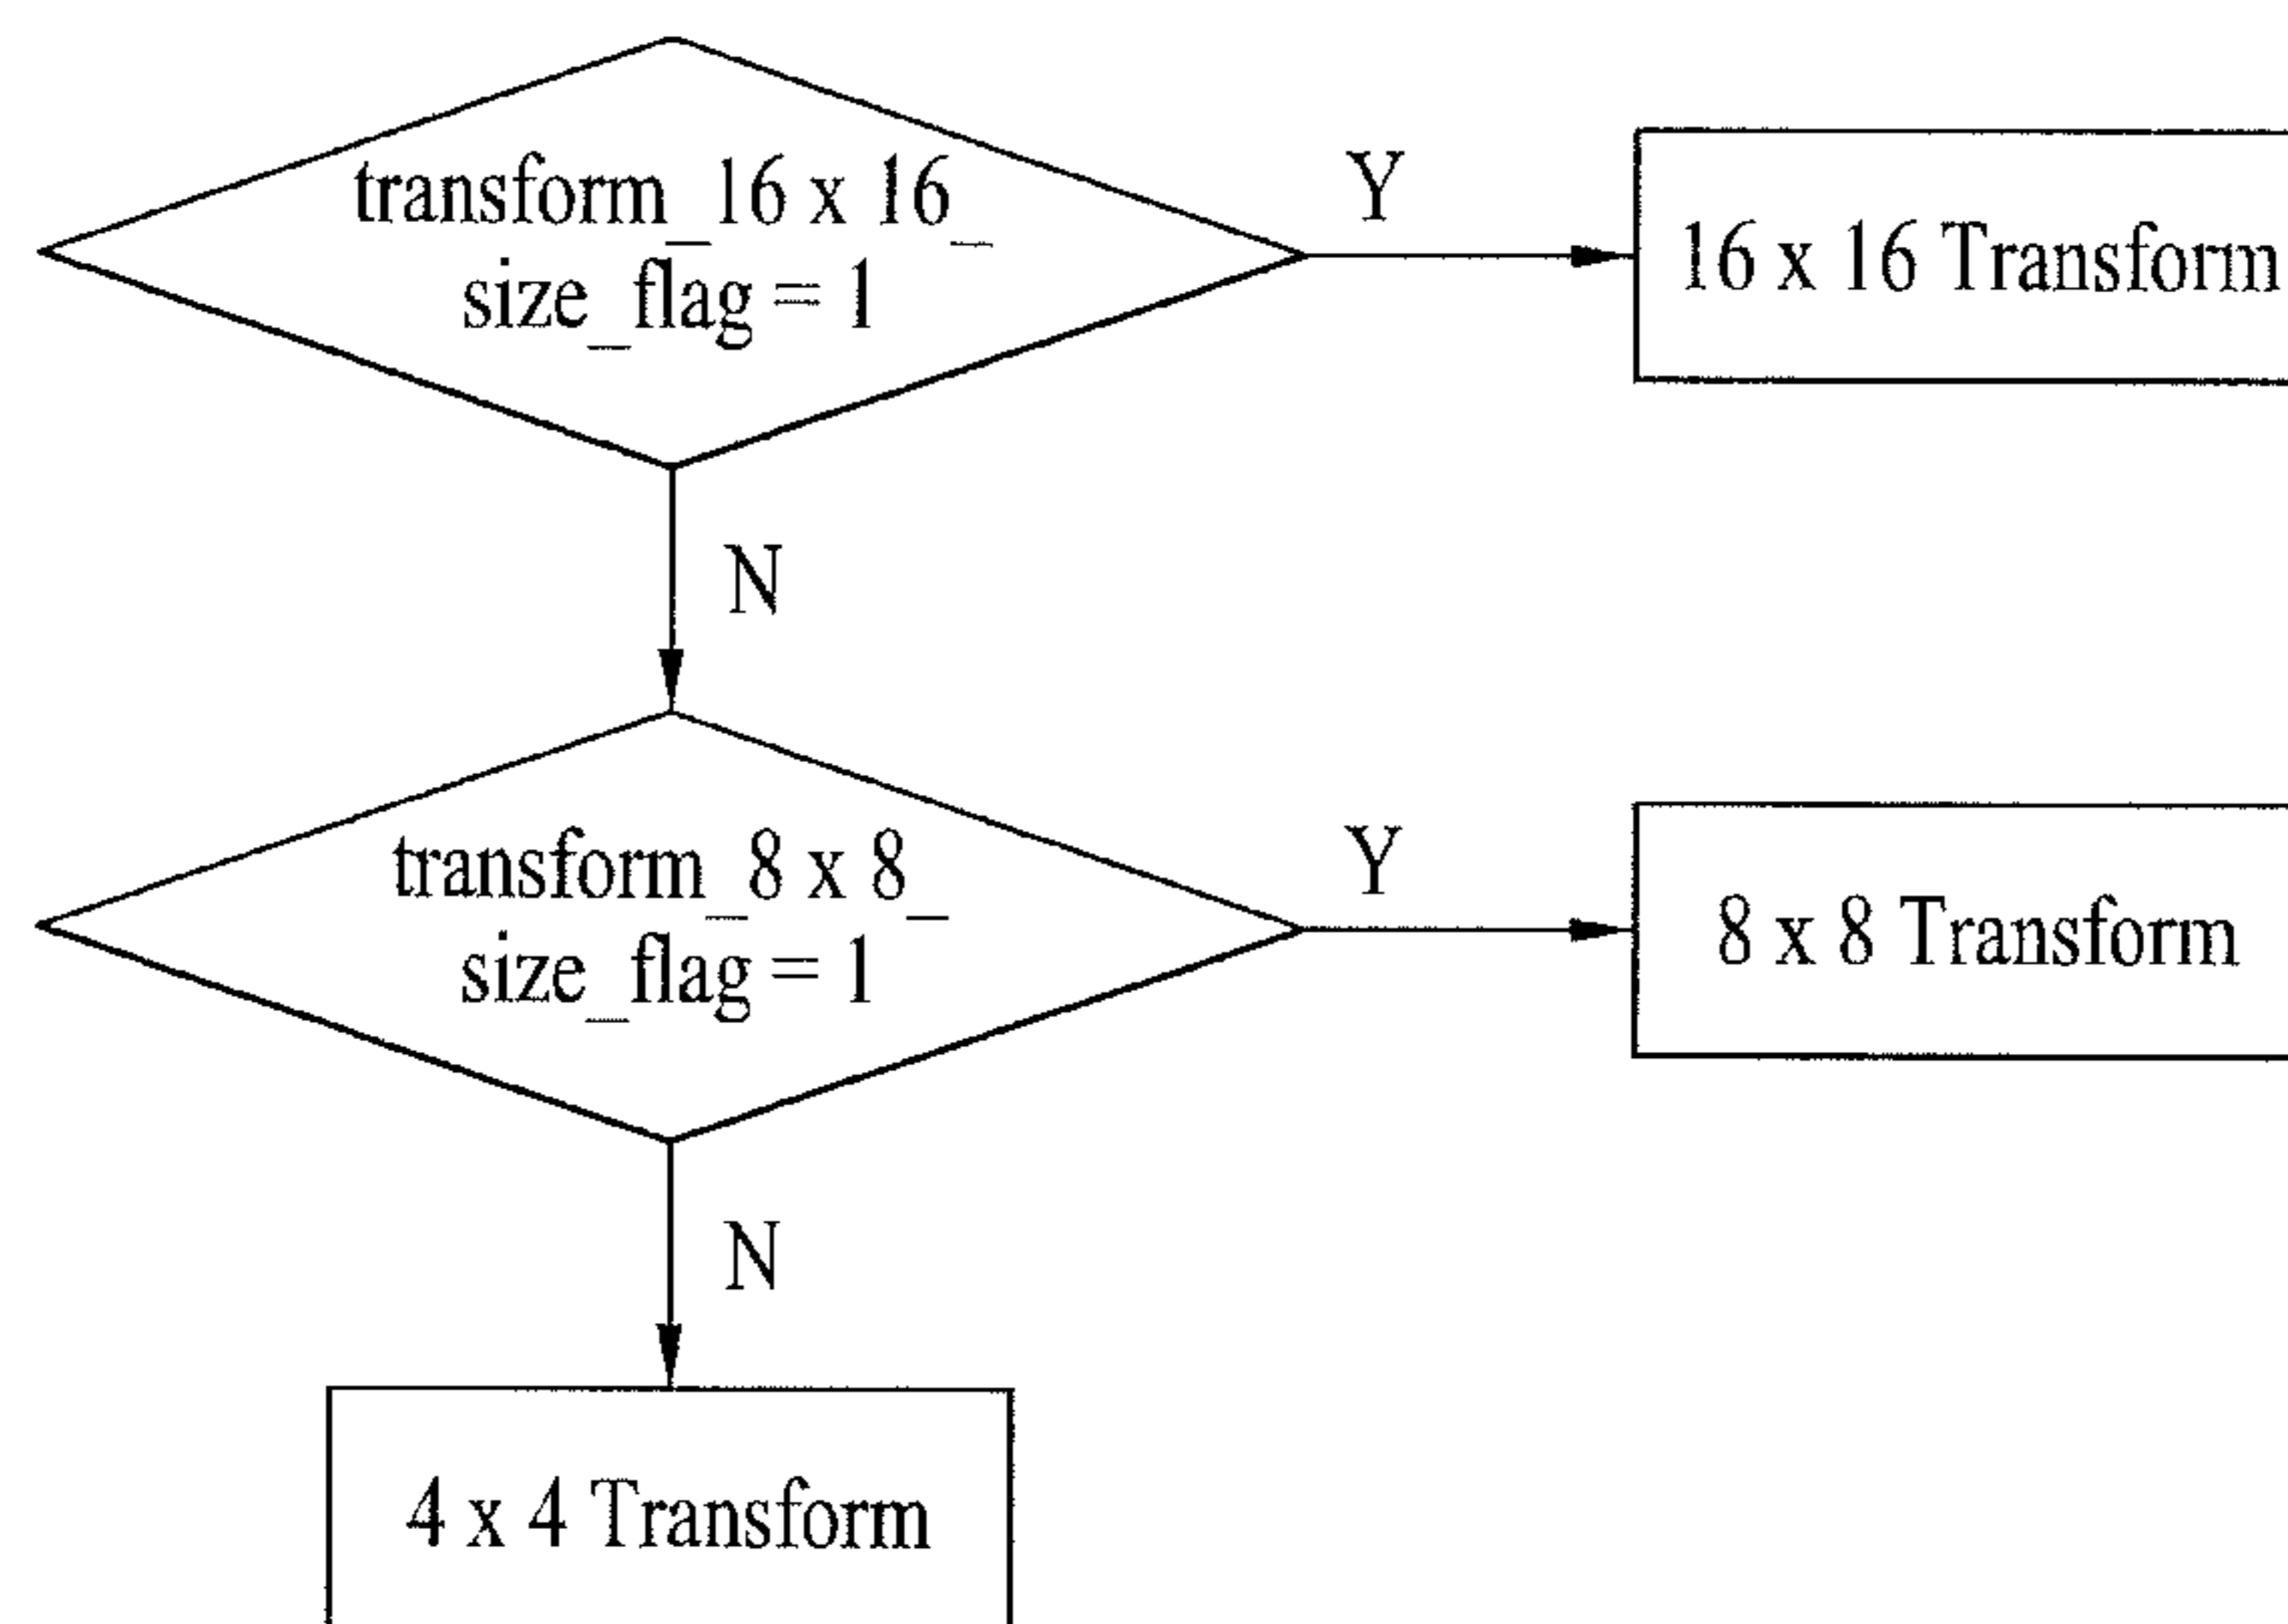 transform_16 x 16_
size_flag = 1
Y
16 x 16 Transform
N
transform_8 x 8_
size_flag = 1
Y
8 x 8 Transform
N
4 x 4 Transform